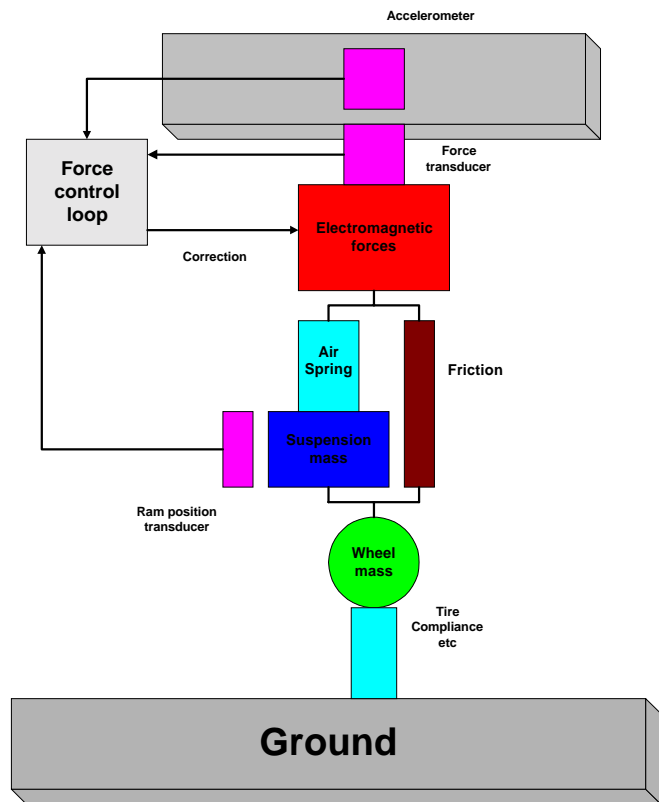 Accelerometer
Force
transducer
Force
control
loop
Electromagnetic
forces
Correction
Air
Spring
Friction
Suspension
mass
Ram position
transducer
Wheel
mass
Tire
Compliance
etc
Ground